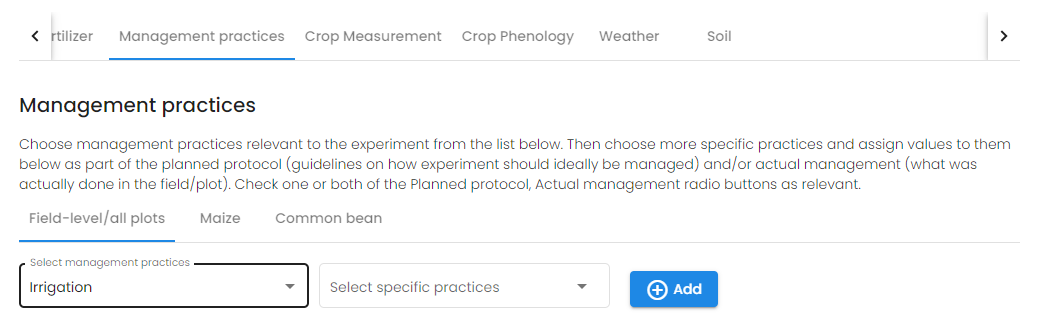 rtilizer Management practices Crop Measurement Crop Phenology Weather Soil
Management practices
Choose management practices relevant to the experiment from the list below. Then choose more specific practices and assign values to them
below as part of the planned protocol (guidelines on how experiment should ideally be managed) and/or actual management (what was
actually done in the field/plot). Check one or both of the Planned protocol, Actual management radio buttons as relevant.
Field-level/all plots Maize Common bean
Select management practices
Irrigation Select specific practices Add